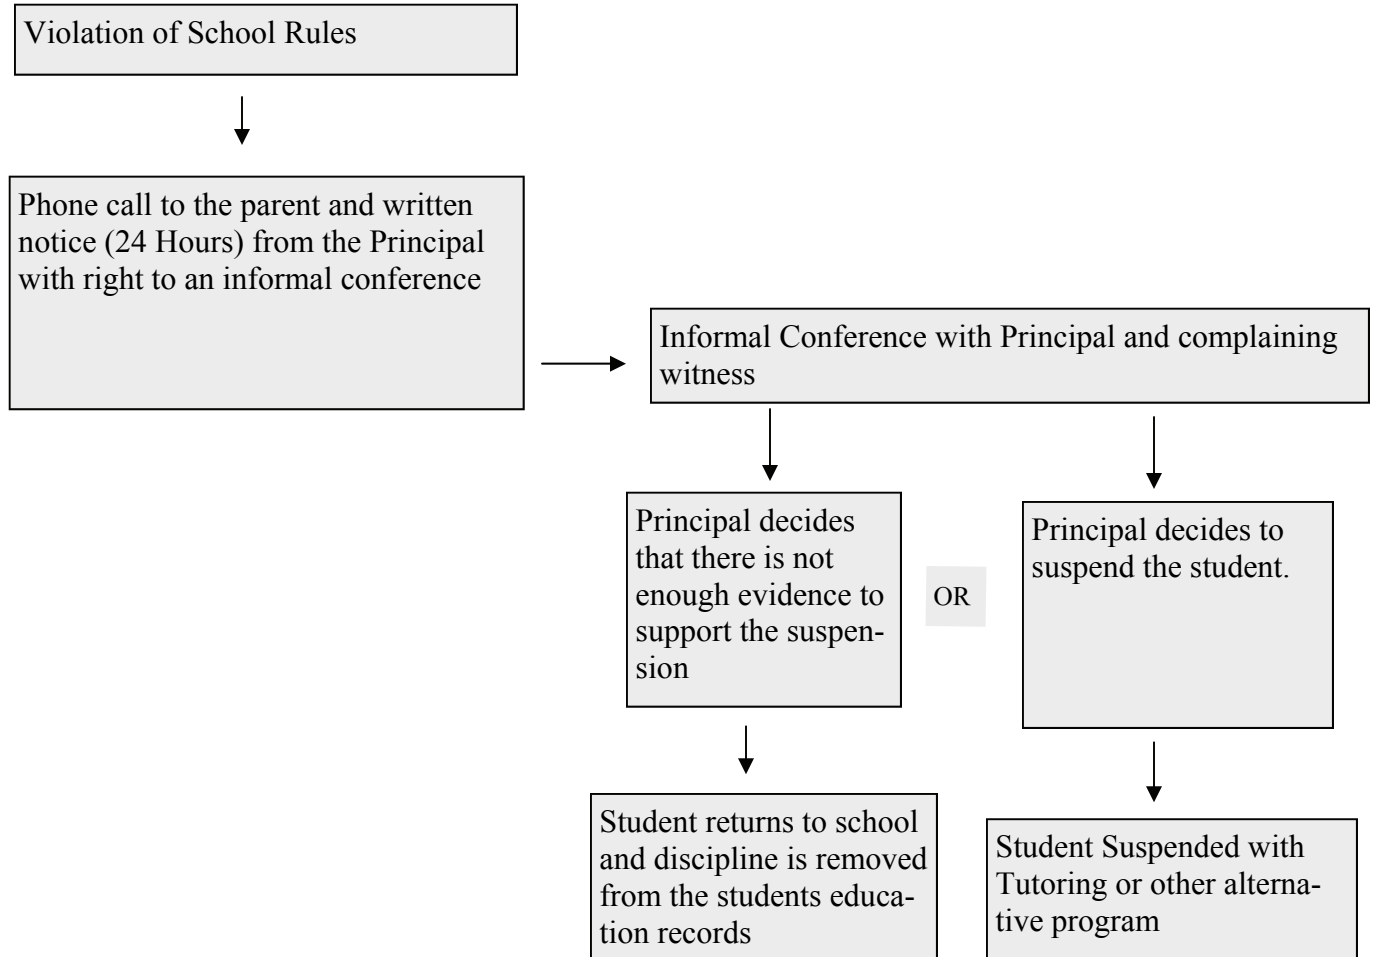 Violation of School Rules
Phone call to the parent and written
notice (24 Hours) from the Principal
with right to an informal conference
Informal Conference with Principal and complaining
witness
Principal decides
that there is not
enough evidence to
support the suspen-
sion
OR
Principal decides to
suspend the student.
Student returns to school
and discipline is removed
from the students educa-
tion records
Student Suspended with
Tutoring or other alterna-
tive program